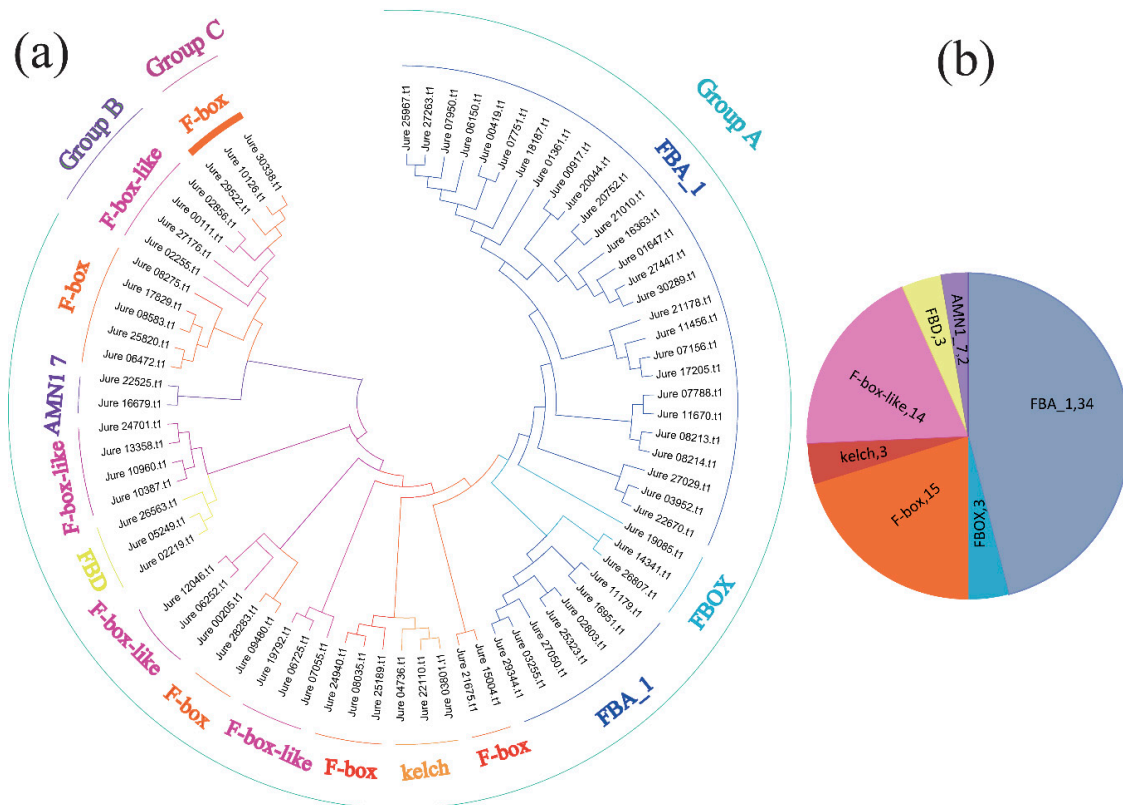 (a)
Group C
Group B
Group A
(b)
F-box
F-box-like
F-box
AMN1 7
F-box-like
FBD
F-box-like
F-box
F-box-like
F-box
kelch
F-box
FBA_1
FBOX
FBA_1
Jure 25967.t1
Jure 27263.t1
Jure 07950.t1
Jure 06150.t1
Jure 00419.t1
Jure 07751.t1
Jure 18187.t1
Jure 01361.t1
Jure 00917.t1
Jure 20044.t1
Jure 20752.t1
Jure 21010.t1
Jure 16363.t1
Jure 01647.t1
Jure 27447.t1
Jure 30289.t1
Jure 21178.t1
Jure 11456.t1
Jure 07156.t1
Jure 17205.t1
Jure 07788.t1
Jure 11670.t1
Jure 08213.t1
Jure 08214.t1
Jure 27029.t1
Jure 03952.t1
Jure 22670.t1
Jure 19085.t1
Jure 14341.t1
Jure 26807.t1
Jure 11179.t1
Jure 16951.t1
Jure 02803.t1
Jure 25323.t1
Jure 27050.t1
Jure 03255.t1
Jure 29344.t1
Jure 15004.t1
Jure 21675.t1
Jure 22110.t1
Jure 04736.t1
Jure 25189.t1
Jure 08035.t1
Jure 24940.t1
Jure 07055.t1
Jure 06725.t1
Jure 19792.t1
Jure 09480.t1
Jure 28283.t1
Jure 00205.t1
Jure 06252.t1
Jure 12046.t1
Jure 02219.t1
Jure 05249.t1
Jure 26563.t1
Jure 10387.t1
Jure 10960.t1
Jure 13358.t1
Jure 24701.t1
Jure 16679.t1
Jure 22525.t1
Jure 06472.t1
Jure 25820.t1
Jure 08583.t1
Jure 17829.t1
Jure 08275.t1
Jure 02255.t1
Jure 27176.t1
Jure 00111.t1
Jure 02856.t1
Jure 29522.t1
Jure 10126.t1
Jure 30338.t1
AMN1_7,2
FBD,3
F-box-like,14
kelch,3
F-box,15
FBOX,3
FBA_1,34